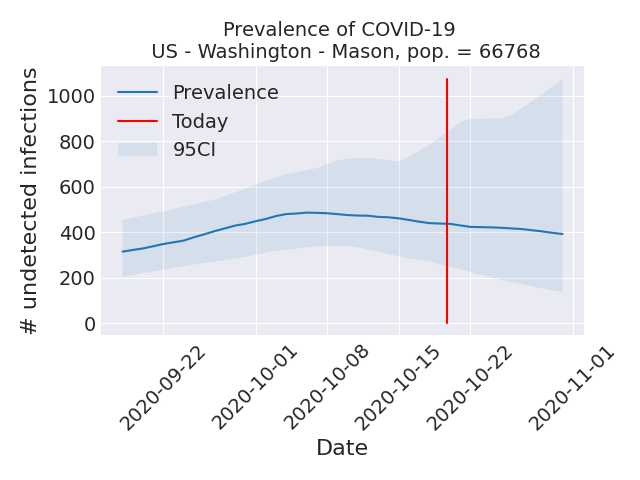 Prevalence of COVID-19
US - Washington - Mason, pop. = 66768
# undetected infections
1000
800
600
400
200
0
Prevalence
Today
95CI
2020-09-22
2020-10-01
2020-10-08
2020-10-15
2020-10-22
2020-11-01
Date